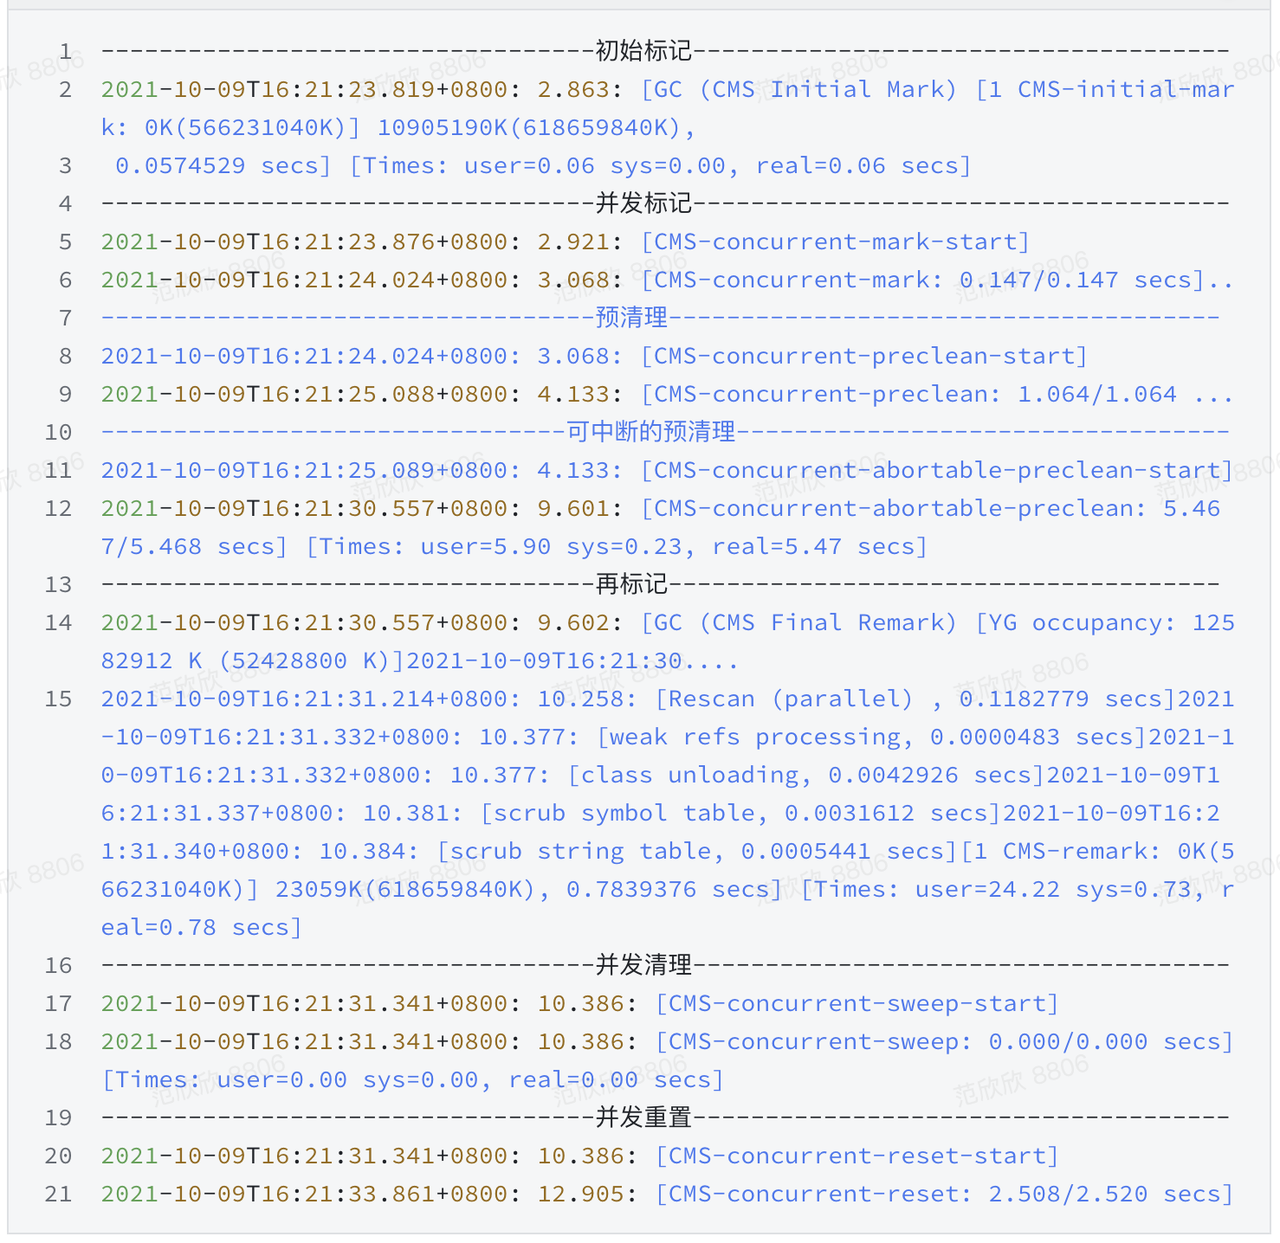 1 ----------------------------------初始标记-------------------------------------
2 2021-10-09T16:21:23.819+0800: 2.863: [GC (CMS Initial Mark) [1 CMS-initial-mar
k: 0K(566231040K)] 10905190K(618659840K),
3  0.0574529 secs] [Times: user=0.06 sys=0.00, real=0.06 secs]
4 ----------------------------------并发标记-------------------------------------
5 2021-10-09T16:21:23.876+0800: 2.921: [CMS-concurrent-mark-start]
6 2021-10-09T16:21:24.024+0800: 3.068: [CMS-concurrent-mark: 0.147/0.147 secs]..
7 ----------------------------------预清理--------------------------------------
8 2021-10-09T16:21:24.024+0800: 3.068: [CMS-concurrent-preclean-start]
9 2021-10-09T16:21:25.088+0800: 4.133: [CMS-concurrent-preclean: 1.064/1.064 ...
10 --------------------------------可中断的预清理----------------------------------
11 2021-10-09T16:21:25.089+0800: 4.133: [CMS-concurrent-abortable-preclean-start]
12 2021-10-09T16:21:30.557+0800: 9.601: [CMS-concurrent-abortable-preclean: 5.46
7/5.468 secs] [Times: user=5.90 sys=0.23, real=5.47 secs]
13 ----------------------------------再标记--------------------------------------
14 2021-10-09T16:21:30.557+0800: 9.602: [GC (CMS Final Remark) [YG occupancy: 125
82912 K (52428800 K)]2021-10-09T16:21:30....
15 2021-10-09T16:21:31.214+0800: 10.258: [Rescan (parallel) , 0.1182779 secs]2021
-10-09T16:21:31.332+0800: 10.377: [weak refs processing, 0.0000483 secs]2021-1
0-09T16:21:31.332+0800: 10.377: [class unloading, 0.0042926 secs]2021-10-09T1
6:21:31.337+0800: 10.381: [scrub symbol table, 0.0031612 secs]2021-10-09T16:2
1:31.340+0800: 10.384: [scrub string table, 0.0005441 secs][1 CMS-remark: 0K(5
66231040K)] 23059K(618659840K), 0.7839376 secs] [Times: user=24.22 sys=0.73, r
eal=0.78 secs]
16 ----------------------------------并发清理-------------------------------------
17 2021-10-09T16:21:31.341+0800: 10.386: [CMS-concurrent-sweep-start]
18 2021-10-09T16:21:31.341+0800: 10.386: [CMS-concurrent-sweep: 0.000/0.000 secs]
[Times: user=0.00 sys=0.00, real=0.00 secs]
19 ----------------------------------并发重置-------------------------------------
20 2021-10-09T16:21:31.341+0800: 10.386: [CMS-concurrent-reset-start]
21 2021-10-09T16:21:33.861+0800: 12.905: [CMS-concurrent-reset: 2.508/2.520 secs]
范欣欣 8806